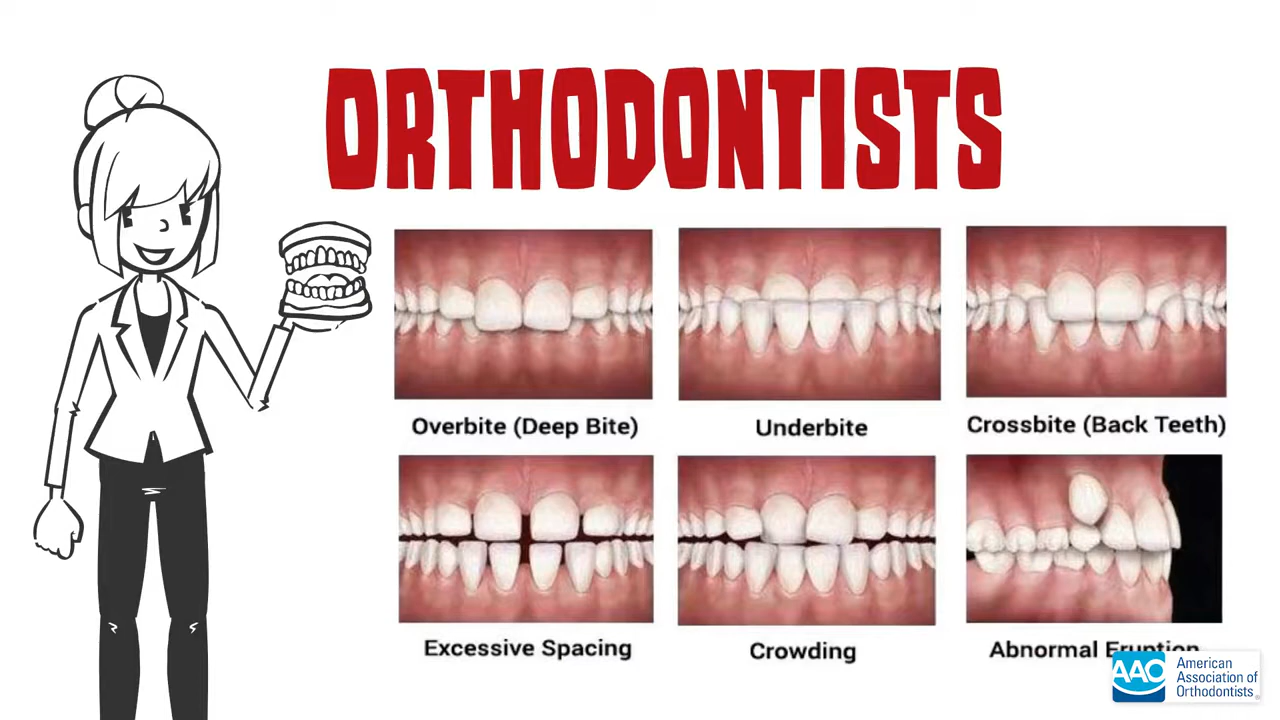 ORTHODONTISTS
Overbite (Deep Bite)
Underbite
Crossbite (Back Teeth)
Excessive Spacing
Crowding
Abnormal Eruption
AAO
American
Association of
Orthodontists®